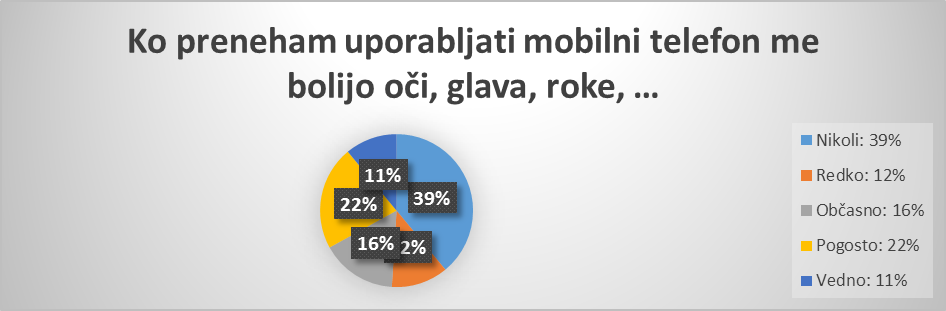 Ko preneham uporabljati mobilni telefon me
bolijo oči, glava, roke, …
Nikoli: 39%
Redko: 12%
Občasno: 16%
Pogosto: 22%
Vedno: 11%
11%
39%
22%
16%
2%